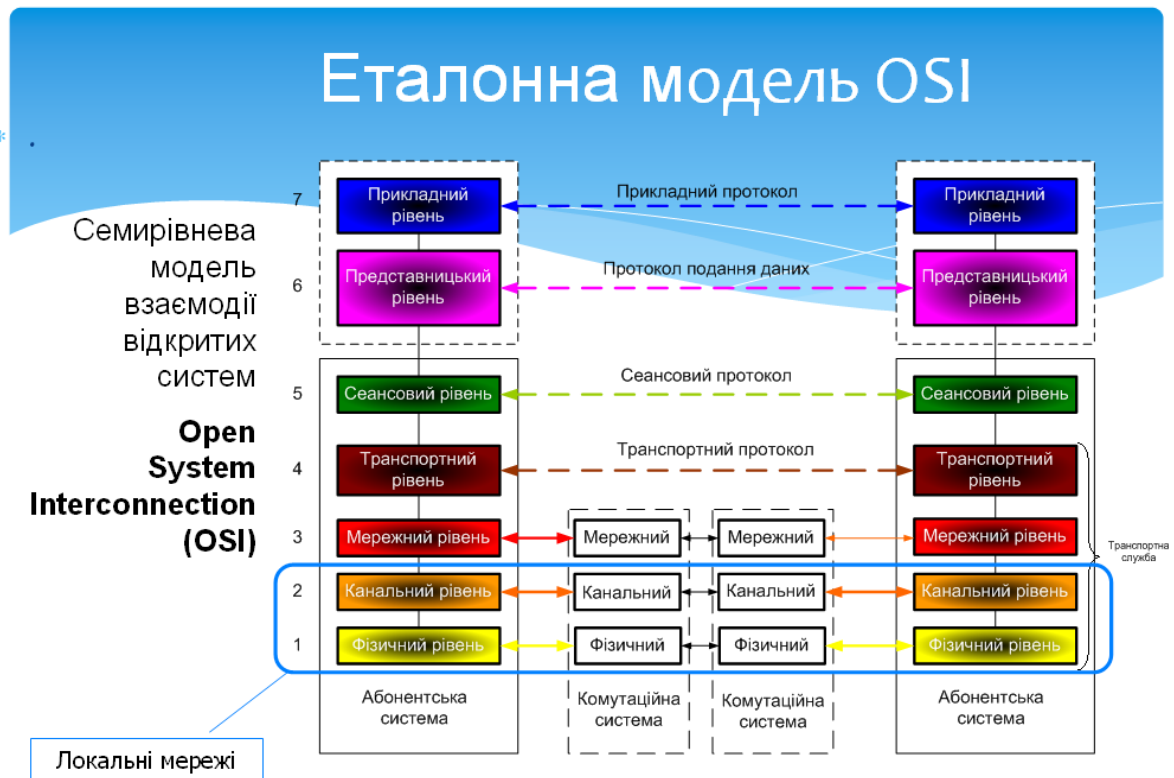 Еталонна модель OSI
* .
Семирівнева
модель
взаємодії
відкритих
систем
Open
System
Interconnection
(OSI)
7
Прикладний
рівень
Прикладний протокол
Прикладний
рівень
6
Представницький
рівень
Протокол подання даних
Представницький
рівень
5
Сеансовий рівень
Сеансовий протокол
Сеансовий рівень
4
Транспортний
рівень
Транспортний протокол
Транспортний
рівень
3
Мережний рівень
Мережний
Мережний
Мережний рівень
Транспортна
служба
2
Канальний рівень
Канальний
Канальний
Канальний рівень
1
Фізичний рівень
Фізичний
Фізичний
Фізичний рівень
Абонентська
система
Комутаційна
система
Комутаційна
система
Абонентська
система
Локальні мережі